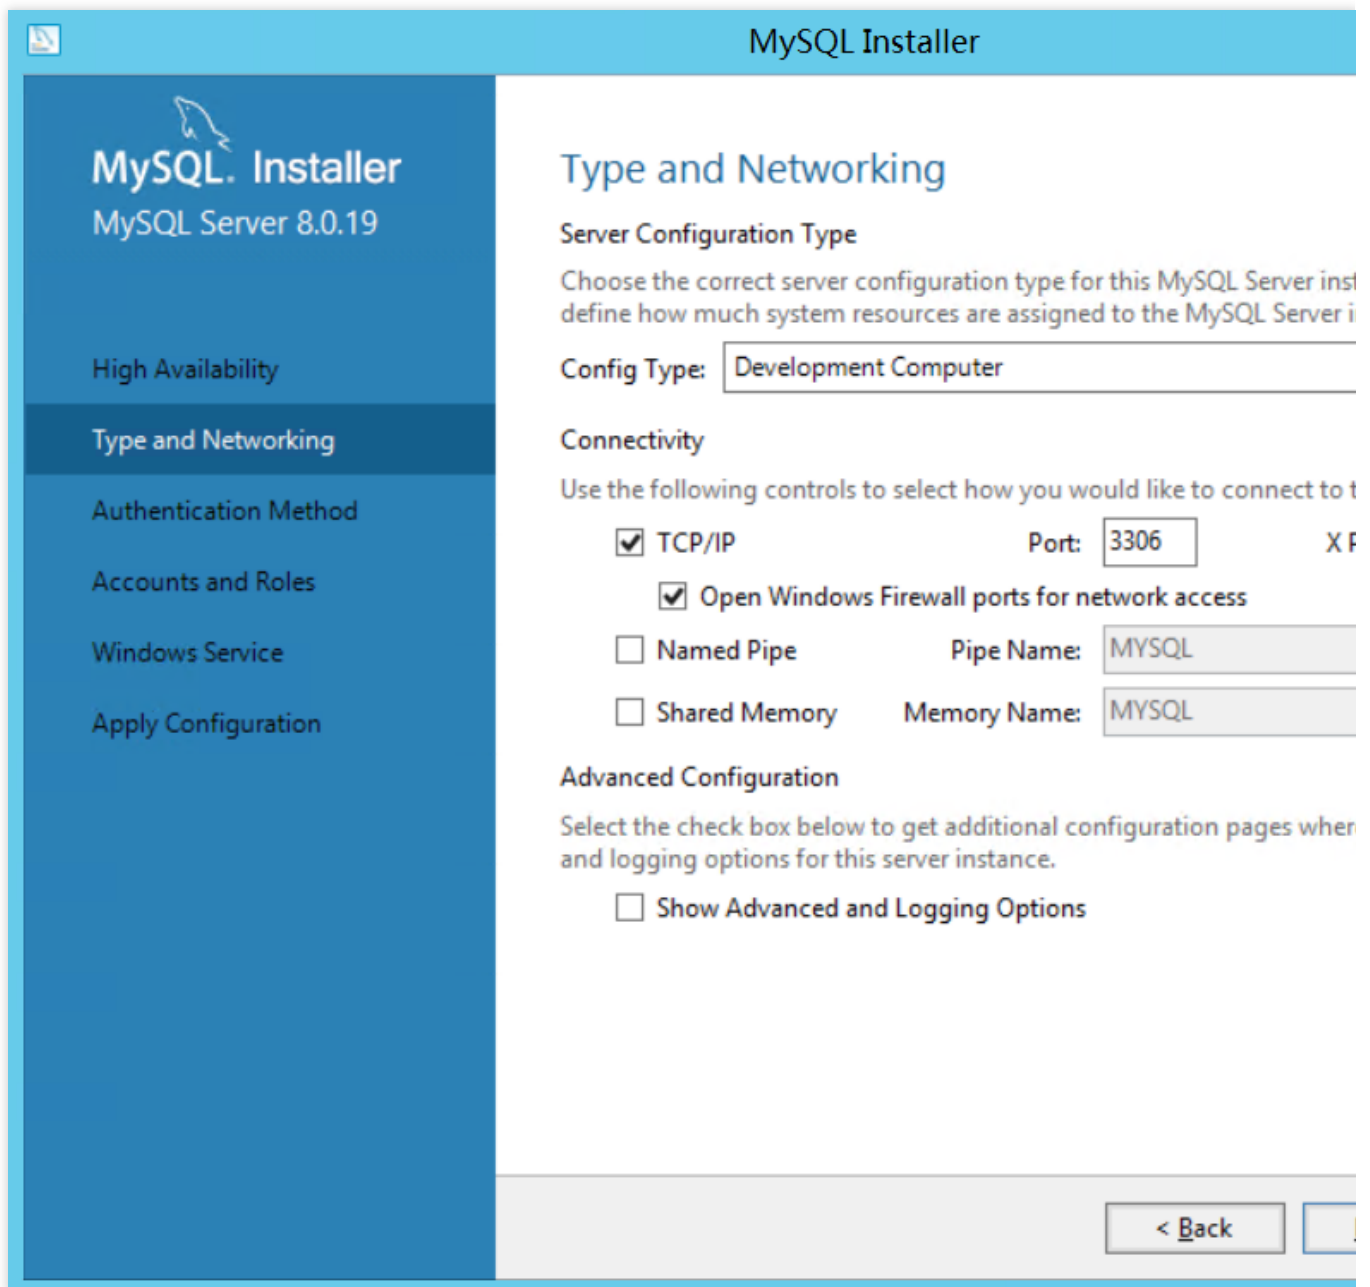 MySQL Installer
MySQL. Installer
MySQL Server 8.0.19
High Availability
Type and Networking
Authentication Method
Accounts and Roles
Windows Service
Apply Configuration
Type and Networking
Server Configuration Type
Choose the correct server configuration type for this MySQL Server
define how much system resources are assigned to the MySQL Server
Config Type: Development Computer
Connectivity
Use the following controls to select how you would like to connect to
TCP/IP Port: 3306 X
Open Windows Firewall ports for network access
Named Pipe Pipe Name: MYSQL
Shared Memory Memory Name: MYSQL
Advanced Configuration
Select the check box below to get additional configuration pages
and logging options for this server instance.
Show Advanced and Logging Options
< Back